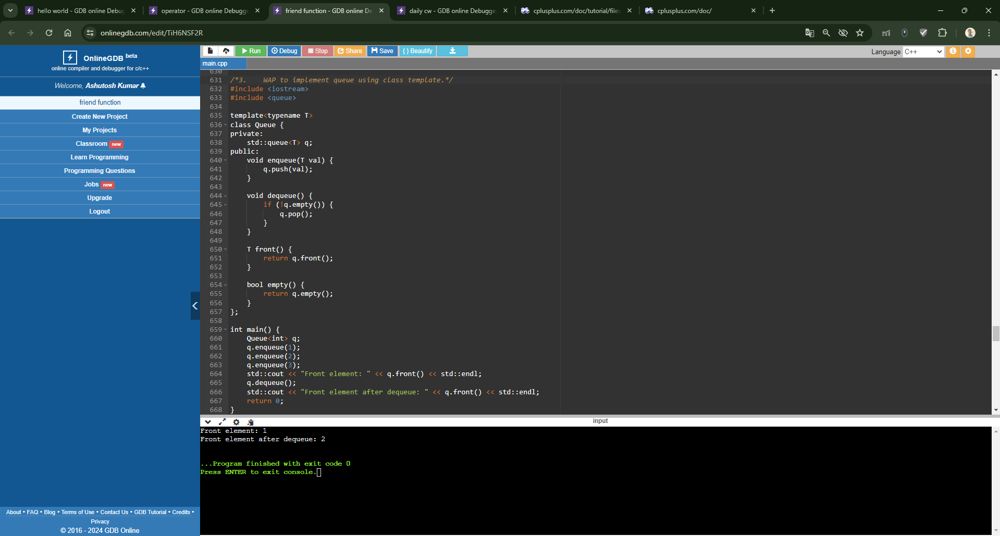 hello world - GDB online Debug
operator - GDB online Debugge
friend function - GDB online De
daily cw - GDB online Debugge
cplusplus.com/doc/tutorial/files
cplusplus.com/doc/
onlinegdb.com/edit/TiH6NSF2R
OnlineGDB beta
online compiler and debugger for c/c++
Welcome, Ashutosh Kumar
friend function
Create New Project
My Projects
Classroom new
Learn Programming
Programming Questions
Jobs new
Upgrade
Logout
About • FAQ • Blog • Terms of Use • Contact Us • GDB Tutorial • Credits •
Privacy
© 2016 - 2024 GDB Online
Run Debug Stop Share Save { } Beautify
Language C++
main.cpp
630
631 /*3.    WAP to implement queue using class template.*/
632 #include <iostream>
633 #include <queue>
634
635 template<typename T>
636 class Queue {
637 private:
638     std::queue<T> q;
639 public:
640     void enqueue(T val) {
641         q.push(val);
642     }
643
644     void dequeue() {
645         if (!q.empty()) {
646             q.pop();
647         }
648     }
649
650     T front() {
651         return q.front();
652     }
653
654     bool empty() {
655         return q.empty();
656     }
657 };
658
659 int main() {
660     Queue<int> q;
661     q.enqueue(1);
662     q.enqueue(2);
663     q.enqueue(3);
664     std::cout << "Front element: " << q.front() << std::endl;
665     q.dequeue();
666     std::cout << "Front element after dequeue: " << q.front() << std::endl;
667     return 0;
668 }
input
Front element: 1
Front element after dequeue: 2
...Program finished with exit code 0
Press ENTER to exit console.